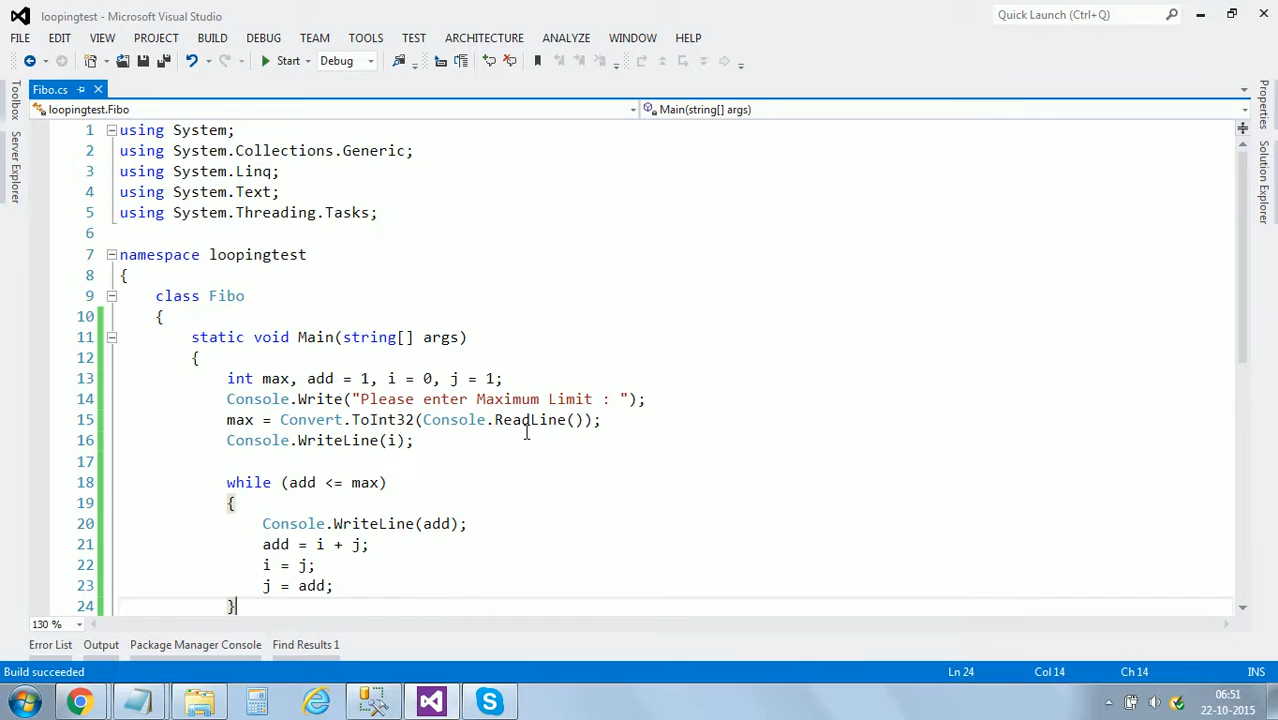 loopingtest - Microsoft Visual Studio
Quick Launch (Ctrl+Q)
FILE EDIT VIEW PROJECT BUILD DEBUG TEAM TOOLS TEST ARCHITECTURE ANALYZE WINDOW HELP
Start Debug
Fibo.cs
loopingtest.Fibo Main(string[] args)
Toolbox
Server Explorer
1 using System;
2 using System.Collections.Generic;
3 using System.Linq;
4 using System.Text;
5 using System.Threading.Tasks;
6
7 namespace loopingtest
8 {
9 class Fibo
10 {
11 static void Main(string[] args)
12 {
13 int max, add = 1, i = 0, j = 1;
14 Console.Write("Please enter Maximum Limit : ");
15 max = Convert.ToInt32(Console.ReadLine());
16 Console.WriteLine(i);
17
18 while (add <= max)
19 {
20 Console.WriteLine(add);
21 add = i + j;
22 i = j;
23 j = add;
24 }
Properties
Solution Explorer
130 %
Error List Output Package Manager Console Find Results 1
Build succeeded Ln 24 Col 14 Ch 14 INS
06:51
22-10-2015